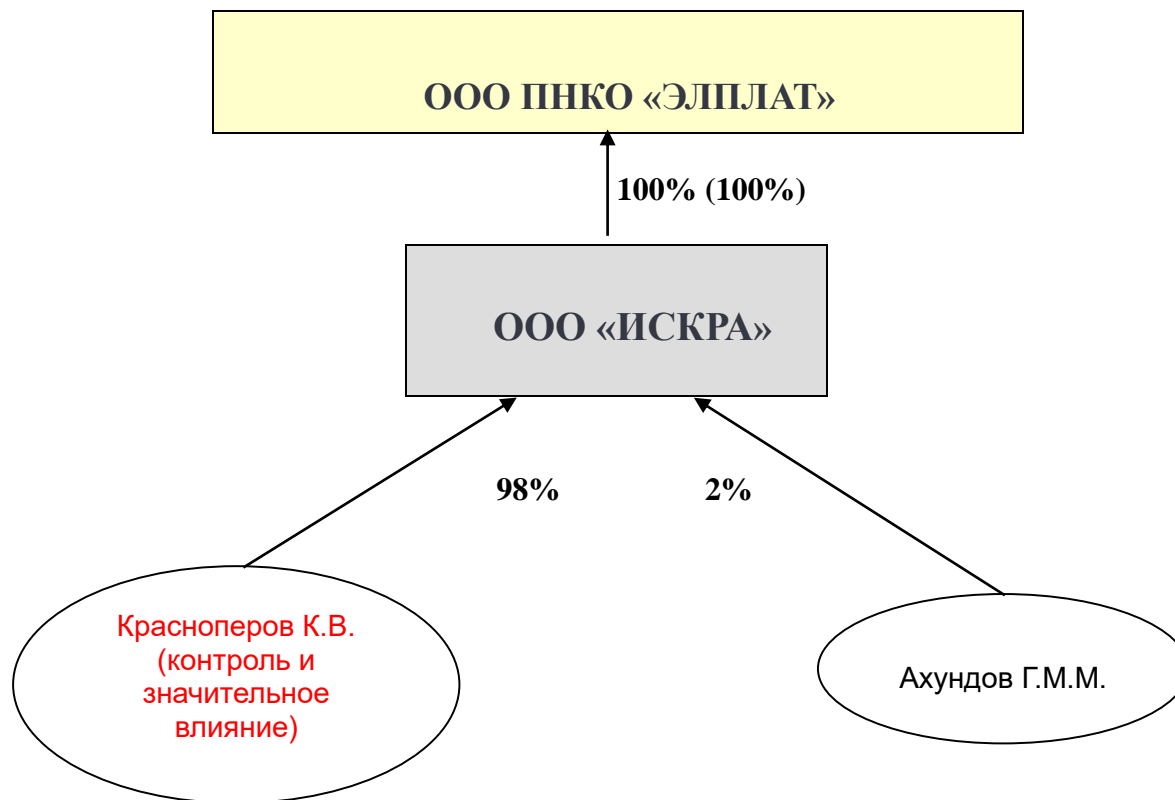 ООО ПНКО «ЭЛПЛАТ»
100% (100%)
ООО «ИСКРА»
98%
2%
Красноперов К.В.
(контроль и
значительное
влияние)
Ахундов Г.М.М.